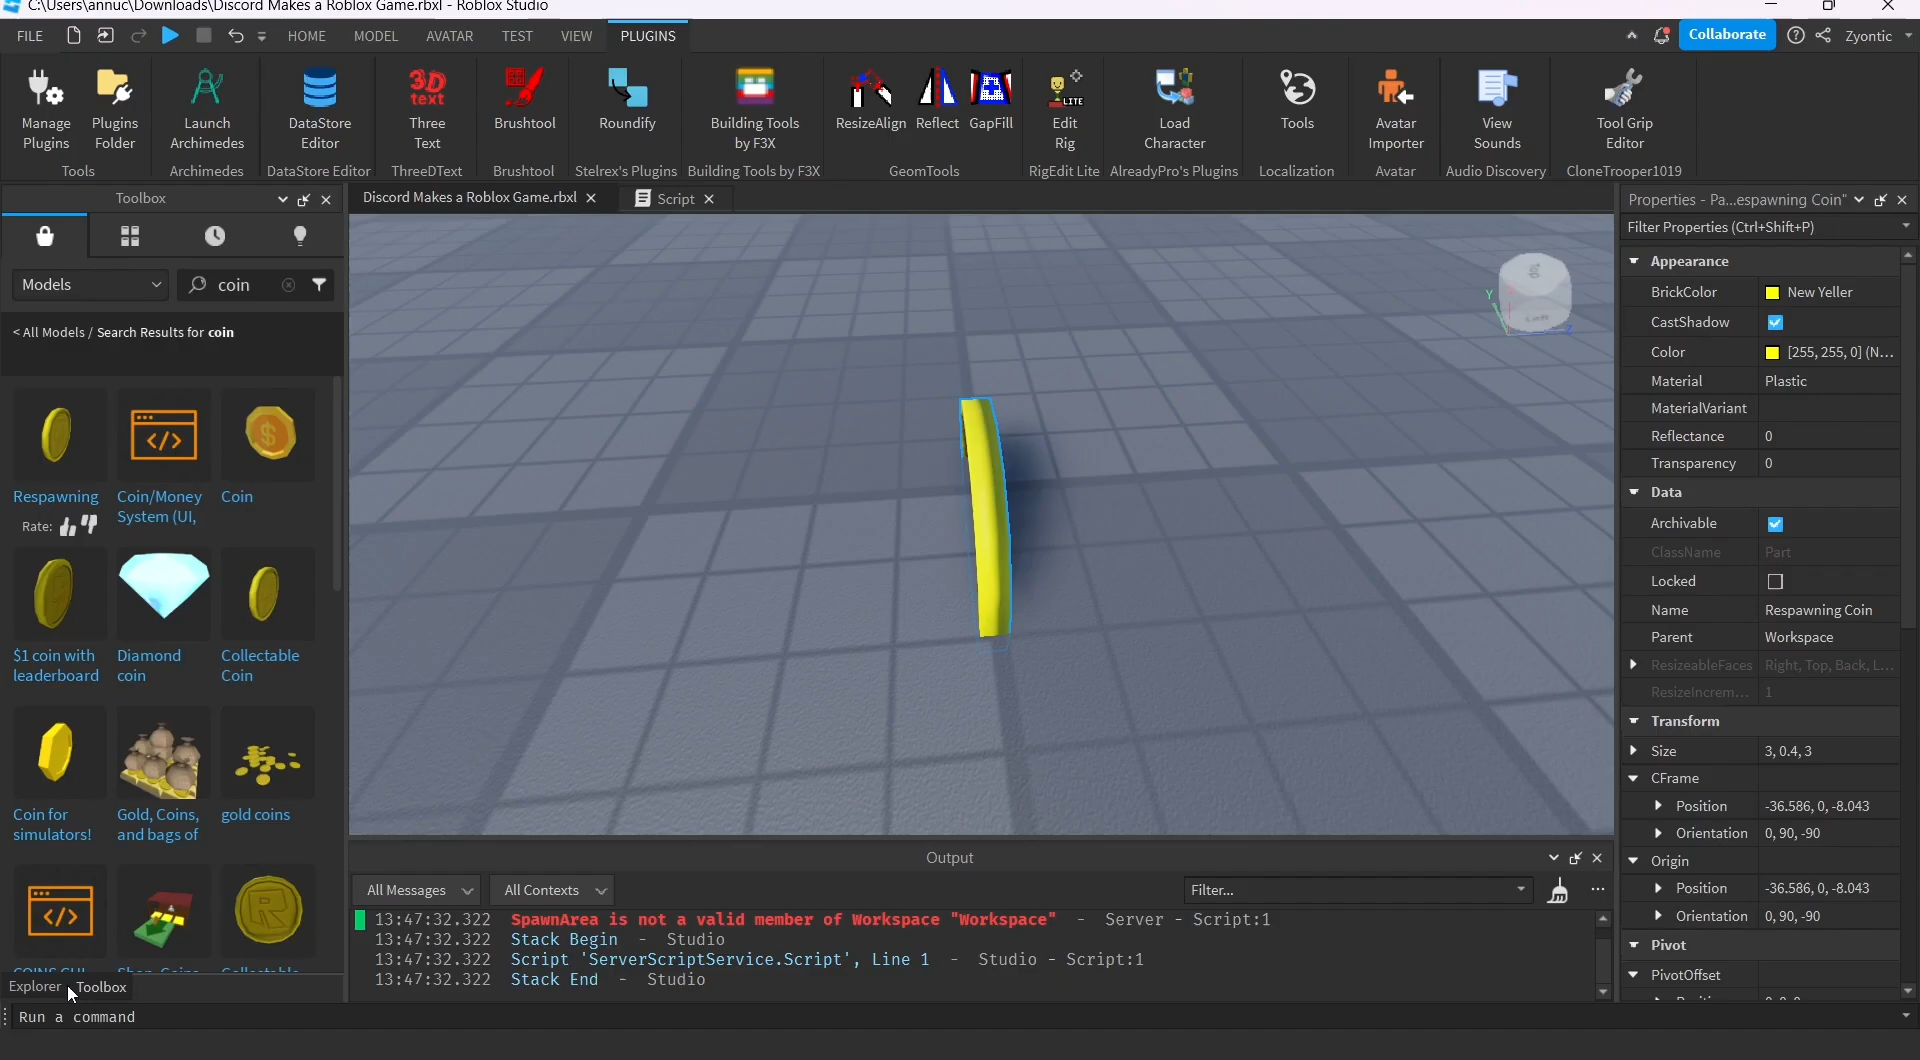 C:\Users\annuc\Downloads\Discord Makes a Roblox Game.rbxl - Roblox Studio
FILE HOME MODEL AVATAR TEST VIEW PLUGINS Collaborate Zyontic
Manage Plugins
Plugins Folder
Tools
Launch Archimedes
Archimedes
DataStore Editor
DataStore Editor
3D text
Three Text
ThreeDText
Brushtool
Brushtool
Roundify
Stelrex's Plugins
Building Tools by F3X
Building Tools by F3X
ResizeAlign Reflect GapFill
GeomTools
LITE
Edit Rig
RigEdit Lite
Load Character
AlreadyPro's Plugins
Tools
Localization
Avatar Importer
Avatar
View Sounds
Audio Discovery
Tool Grip Editor
CloneTrooper1019
Toolbox
Discord Makes a Roblox Game.rbxl
Script
Models
coin
< All Models / Search Results for coin
Respawning
Rate:
Coin/Money System (UI,
Coin
$1 coin with leaderboard
Diamond coin
Collectable Coin
Coin for simulators!
Gold, Coins, and bags of
gold coins
Explorer Toolbox
Run a command
Top
Y
Z
Output
All Messages All Contexts Filter...
13:47:32.322 SpawnArea is not a valid member of Workspace "Workspace" - Server - Script:1
13:47:32.322 Stack Begin - Studio
13:47:32.322 Script 'ServerScriptService.Script', Line 1 - Studio - Script:1
13:47:32.322 Stack End - Studio
Properties - Pa...espawning Coin"
Filter Properties (Ctrl+Shift+P)
Appearance
BrickColor New Yeller
CastShadow
Color [255, 255, 0] (N...
Material Plastic
MaterialVariant
Reflectance 0
Transparency 0
Data
Archivable
ClassName Part
Locked
Name Respawning Coin
Parent Workspace
ResizeableFaces Right, Top, Back, L...
ResizeIncrem... 1
Transform
Size 3, 0.4, 3
CFrame
Position -36.586, 0, -8.043
Orientation 0, 90, -90
Origin
Position -36.586, 0, -8.043
Orientation 0, 90, -90
Pivot
PivotOffset